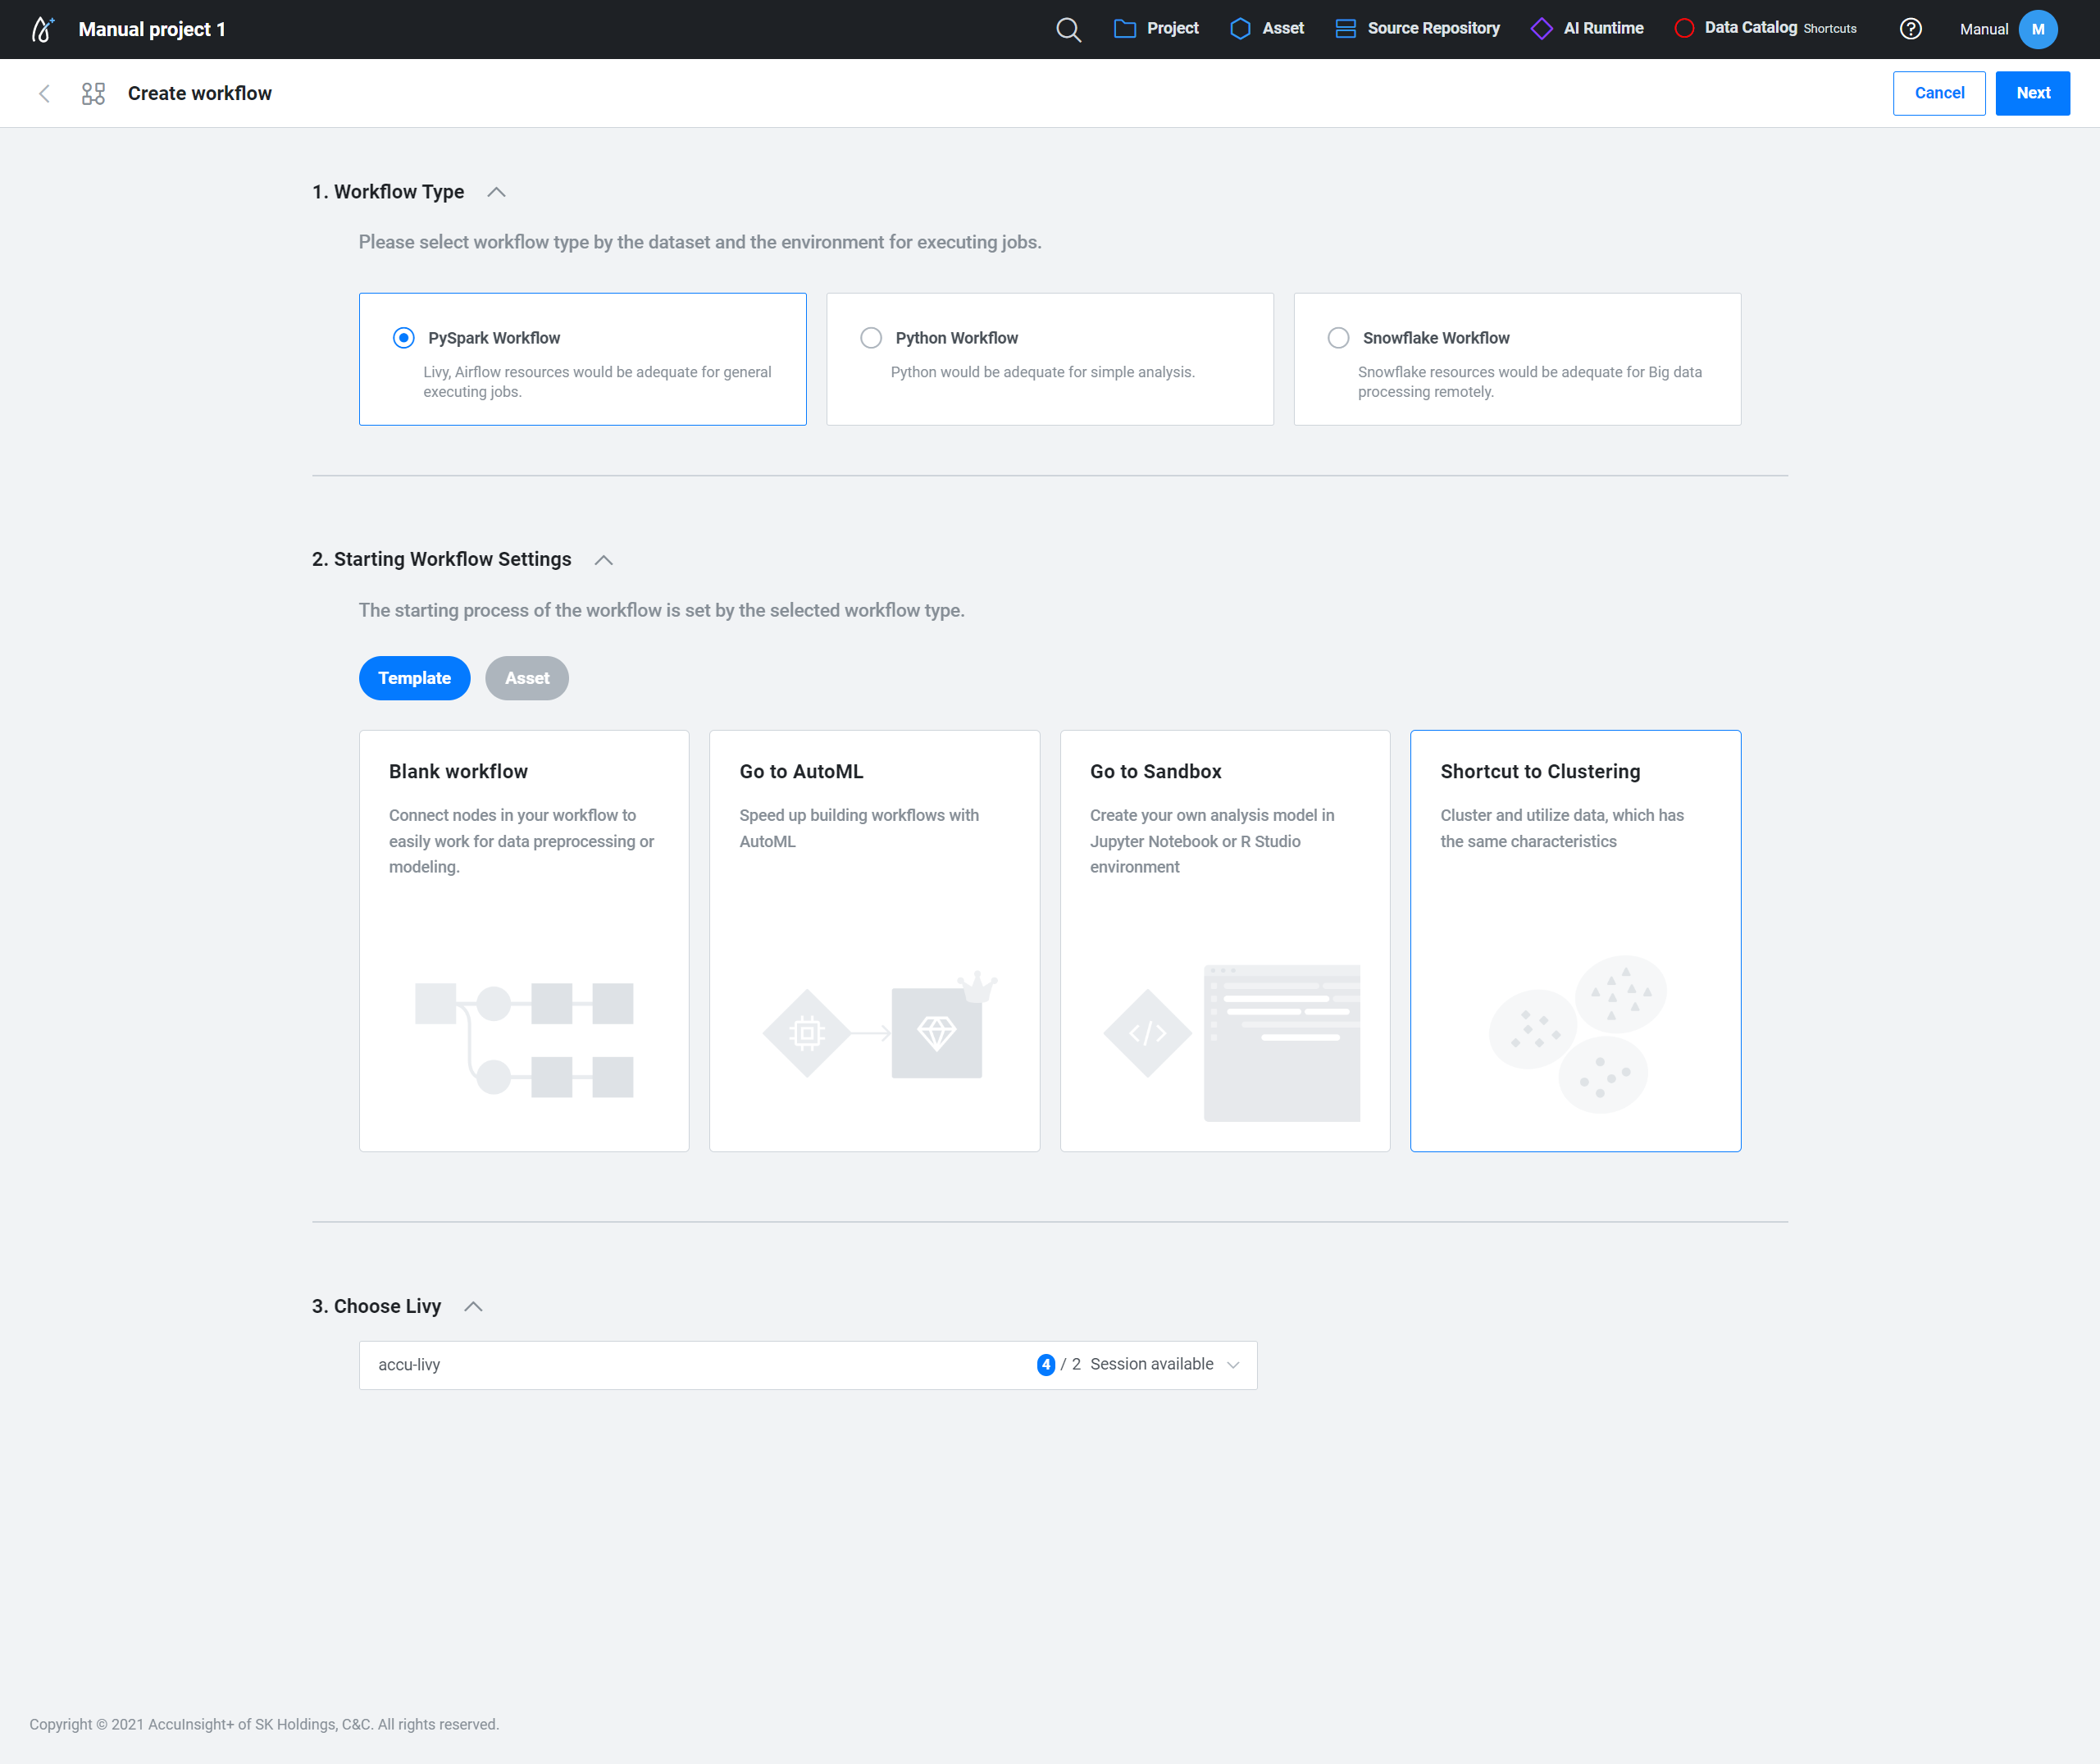 Manual project 1
Project
Asset
Source Repository
AI Runtime
Data Catalog Shortcuts
Manual
M
Create workflow
Cancel
Next
1. Workflow Type
Please select workflow type by the dataset and the environment for executing jobs.
PySpark Workflow
Livy, Airflow resources would be adequate for general
executing jobs.
Python Workflow
Python would be adequate for simple analysis.
Snowflake Workflow
Snowflake resources would be adequate for Big data
processing remotely.
2. Starting Workflow Settings
The starting process of the workflow is set by the selected workflow type.
Template
Asset
Blank workflow
Connect nodes in your workflow to
easily work for data preprocessing or
modeling.
Go to AutoML
Speed up building workflows with
AutoML
Go to Sandbox
Create your own analysis model in
Jupyter Notebook or R Studio
environment
</>
Shortcut to Clustering
Cluster and utilize data, which has
the same characteristics
3. Choose Livy
accu-livy
4 / 2 Session available
Copyright © 2021 AccuInsight+ of SK Holdings, C&C. All rights reserved.